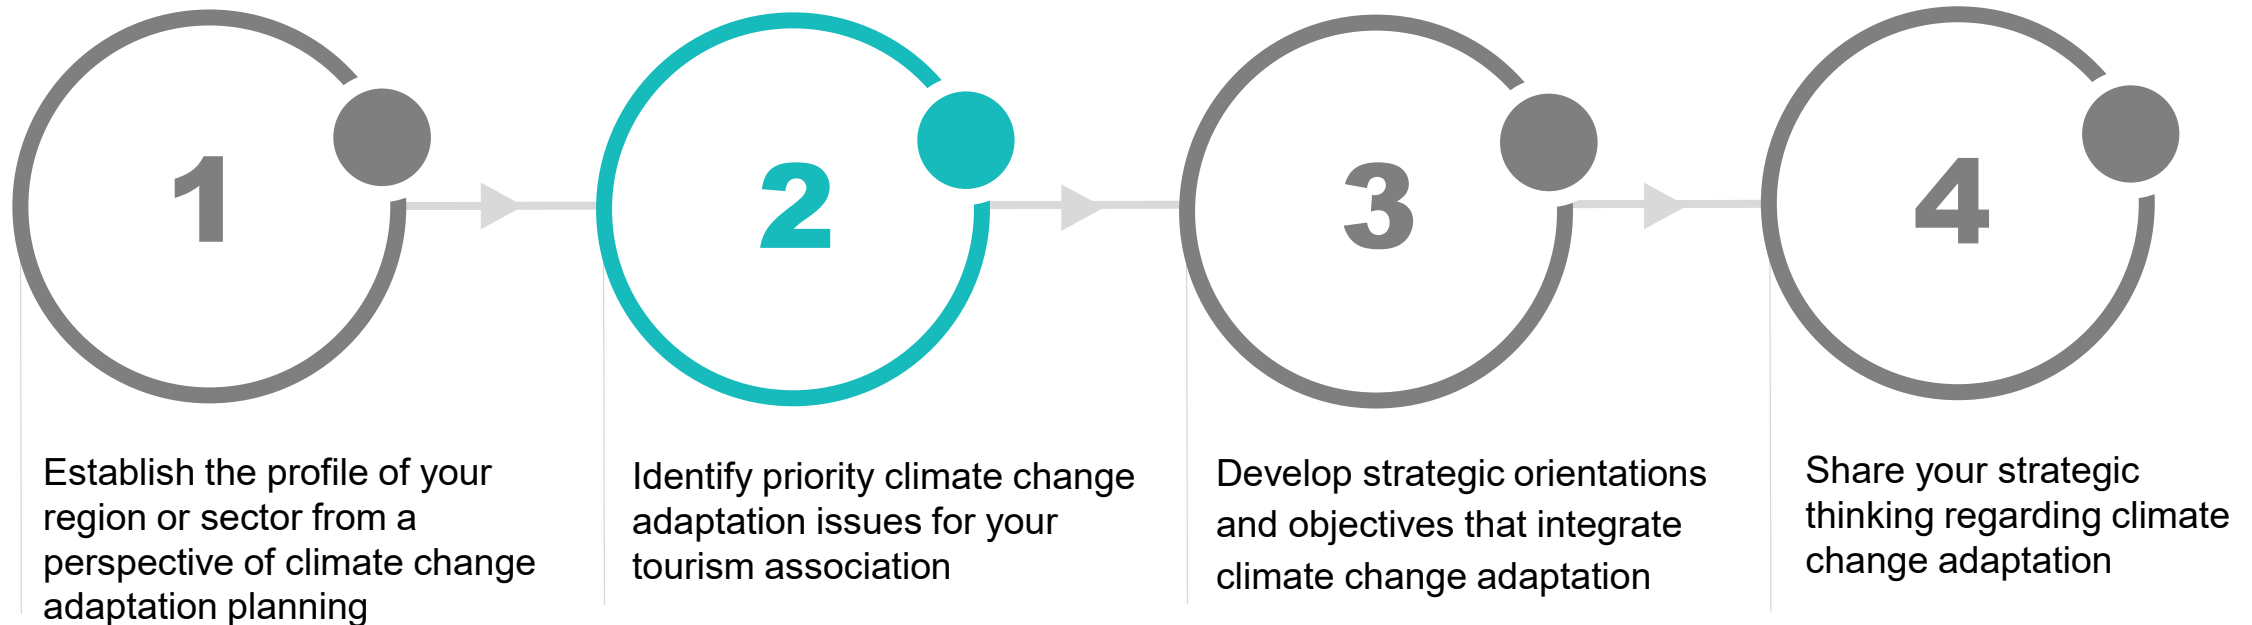 1
2
3
4
Establish the profile of your
region or sector from a
perspective of climate change
adaptation planning
Identify priority climate change
adaptation issues for your
tourism association
Develop strategic orientations
and objectives that integrate
climate change adaptation
Share your strategic
thinking regarding climate
change adaptation